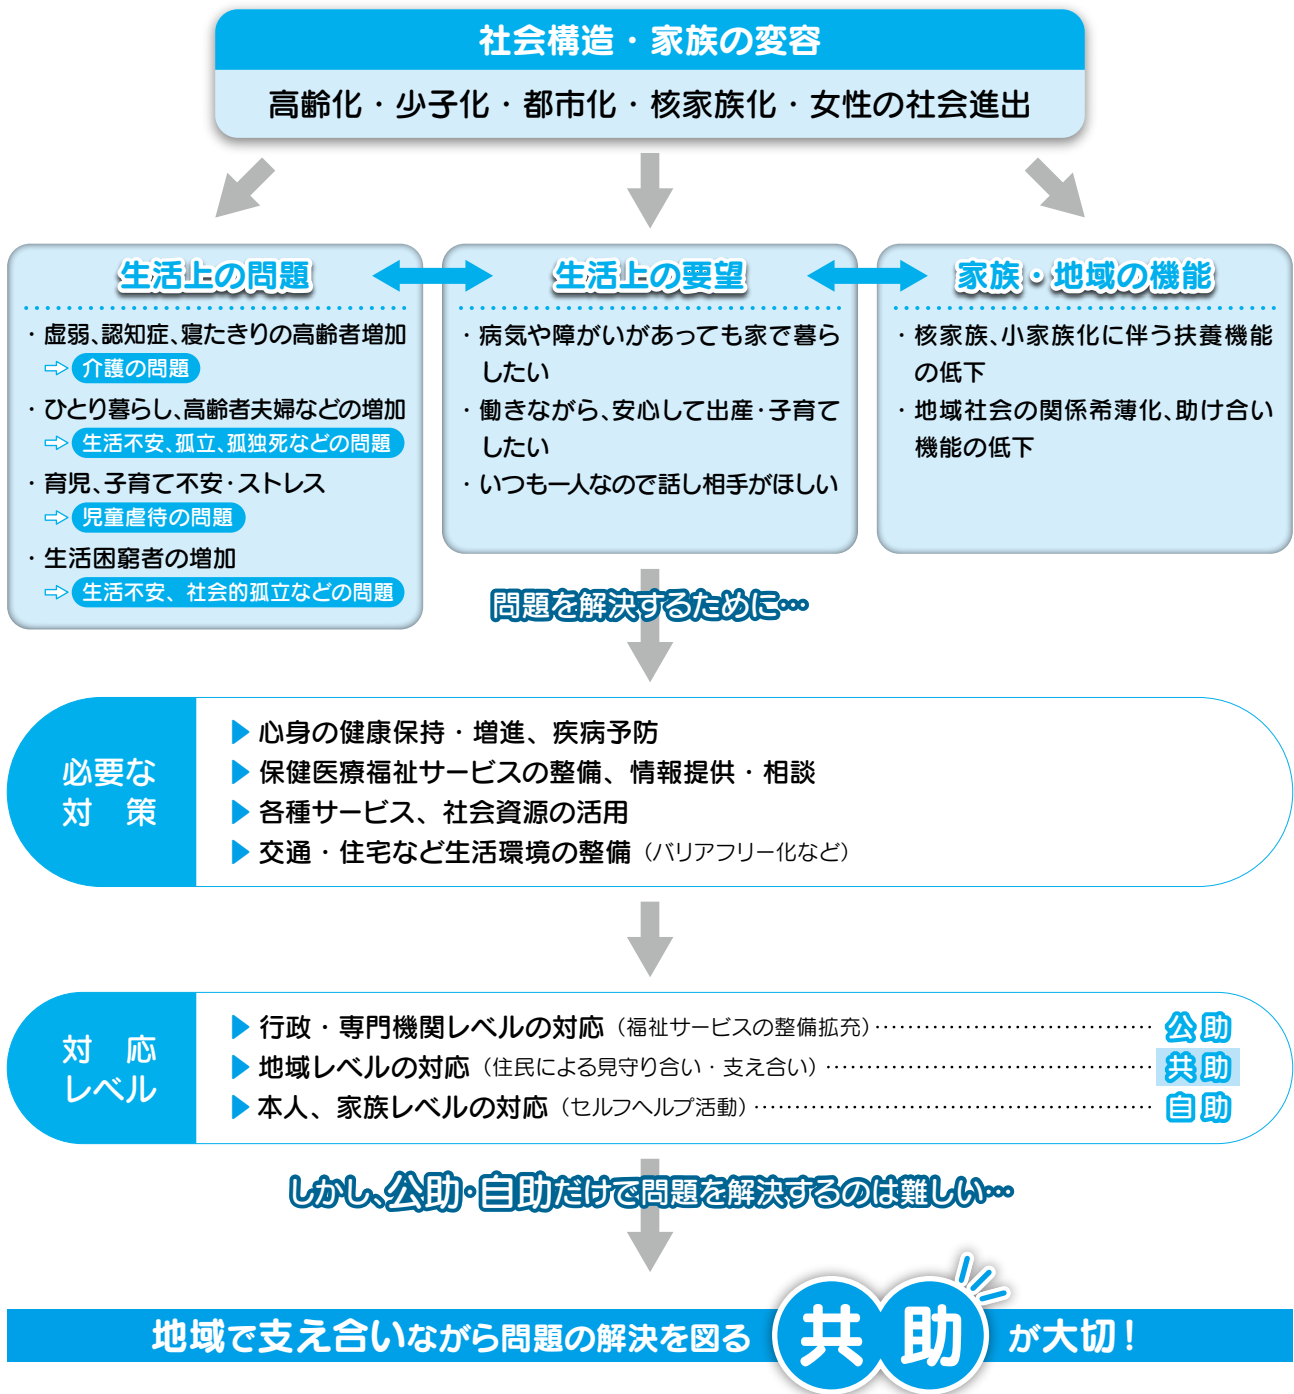 社会構造・家族の変容
高齢化・少子化・都市化・核家族化・女性の社会進出
生活上の問題
・虚弱、認知症、寝たきりの高齢者増加
⇨ 介護の問題
・ひとり暮らし、高齢者夫婦などの増加
⇨ 生活不安、孤立、孤独死などの問題
・育児、子育て不安・ストレス
⇨ 児童虐待の問題
・生活困窮者の増加
⇨ 生活不安、社会的孤立などの問題
生活上の要望
・病気や障がいがあっても家で暮ら
したい
・働きながら、安心して出産・子育て
したい
・いつも一人なので話し相手がほしい
家族・地域の機能
・核家族、小家族化に伴う扶養機能
の低下
・地域社会の関係希薄化、助け合い
機能の低下
問題を解決するために…
必要な
対 策
▶心身の健康保持・増進、疾病予防
▶保健医療福祉サービスの整備、情報提供・相談
▶各種サービス、社会資源の活用
▶交通・住宅など生活環境の整備（バリアフリー化など）
対 応
レベル
▶行政・専門機関レベルの対応（福祉サービスの整備拡充）…………………………… 公助
▶地域レベルの対応（住民による見守り合い・支え合い）………………………………… 共助
▶本人、家族レベルの対応（セルフヘルプ活動）………………………………………… 自助
しかし、公助・自助だけで問題を解決するのは難しい…
地域で支え合いながら問題の解決を図る 共助 が大切！